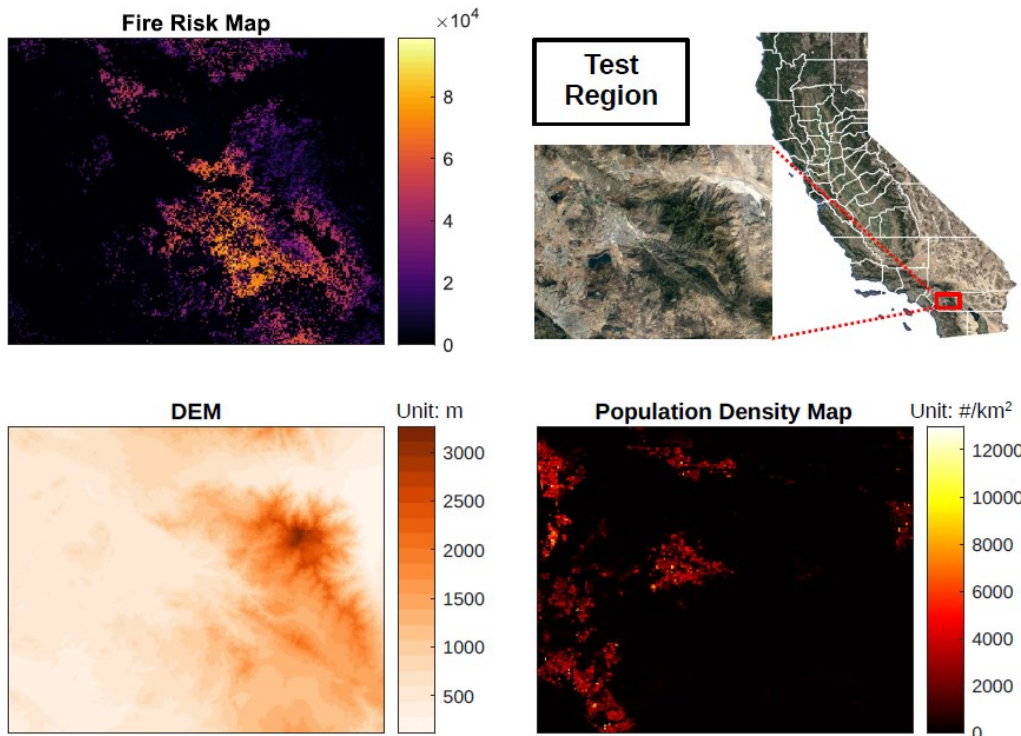 Fire Risk Map
×10⁴
8
6
4
2
0
Test
Region
DEM
Unit: m
3000
2500
2000
1500
1000
500
Population Density Map
Unit: #/km²
12000
10000
8000
6000
4000
2000
0